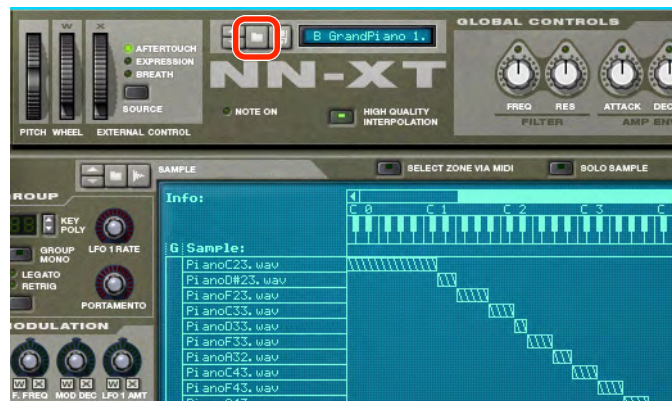 W X
GLOBAL CONTROLS
AFTERTOUCH
EXPRESSION
BREATH
B GrandPiano 1.
NN-XT
SOURCE
NOTE ON
HIGH QUALITY
INTERPOLATION
FREQ RES ATTACK DEC
FILTER AMP ENV
PITCH WHEEL EXTERNAL CONTROL
SAMPLE
SELECT ZONE VIA MIDI
SOLO SAMPLE
ROUP
KEY
POLY
LFO 1 RATE
GROUP
MONO
LEGATO
RETRIG
PORTAMENTO
ODULATION
W X W X W X
F. FREQ MOD DEC LFO 1 AMT
Info:
C 0 C 1 C 2 C 3 C
G Sample:
PianoC23.wav
PianoD#23.wav
PianoF23.wav
PianoC33.wav
PianoD33.wav
PianoF33.wav
PianoA32.wav
PianoC43.wav
PianoF43.wav